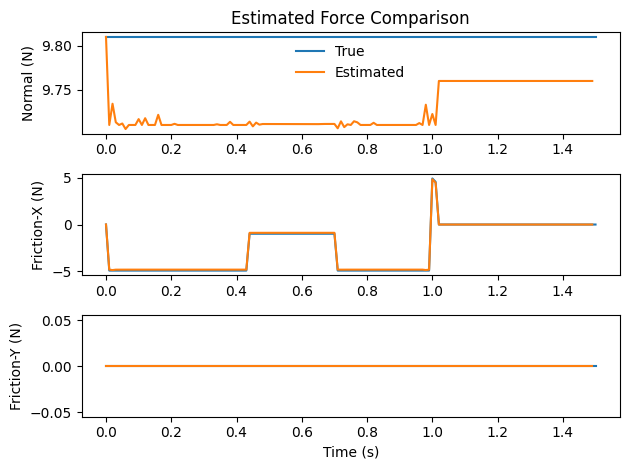 Estimated Force Comparison
Normal (N)
9.80
9.75
True
Estimated
0.0 0.2 0.4 0.6 0.8 1.0 1.2 1.4
Friction-X (N)
5
0
−5
0.0 0.2 0.4 0.6 0.8 1.0 1.2 1.4
Friction-Y (N)
0.05
0.00
−0.05
0.0 0.2 0.4 0.6 0.8 1.0 1.2 1.4
Time (s)